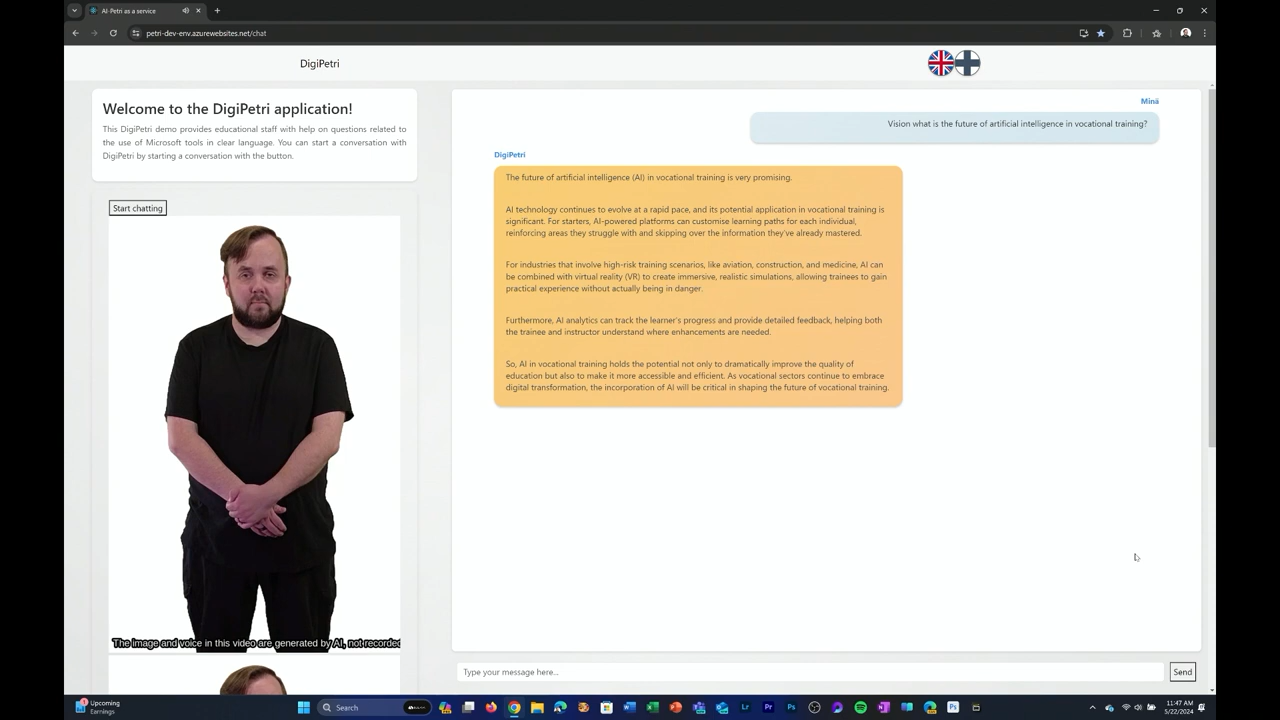 AI-Petri as a service
petri-dev-env.azurewebsites.net/chat
DigiPetri
Welcome to the DigiPetri application!
This DigiPetri demo provides educational staff with help on questions related to
the use of Microsoft tools in clear language. You can start a conversation with
DigiPetri by starting a conversation with the button.
Start chatting
The image and voice in this video are generated by AI, not recorded
Minä
Vision what is the future of artificial intelligence in vocational training?
DigiPetri
The future of artificial intelligence (AI) in vocational training is very promising.
AI technology continues to evolve at a rapid pace, and its potential application in vocational training is
significant. For starters, AI-powered platforms can customise learning paths for each individual,
reinforcing areas they struggle with and skipping over the information they've already mastered.
For industries that involve high-risk training scenarios, like aviation, construction, and medicine, AI can
be combined with virtual reality (VR) to create immersive, realistic simulations, allowing trainees to gain
practical experience without actually being in danger.
Furthermore, AI analytics can track the learner's progress and provide detailed feedback, helping both
the trainee and instructor understand where enhancements are needed.
So, AI in vocational training holds the potential not only to dramatically improve the quality of
education but also to make it more accessible and efficient. As vocational sectors continue to embrace
digital transformation, the incorporation of AI will be critical in shaping the future of vocational training.
Type your message here...
Send
Upcoming
Earnings
Search
11:47 AM
5/22/2024